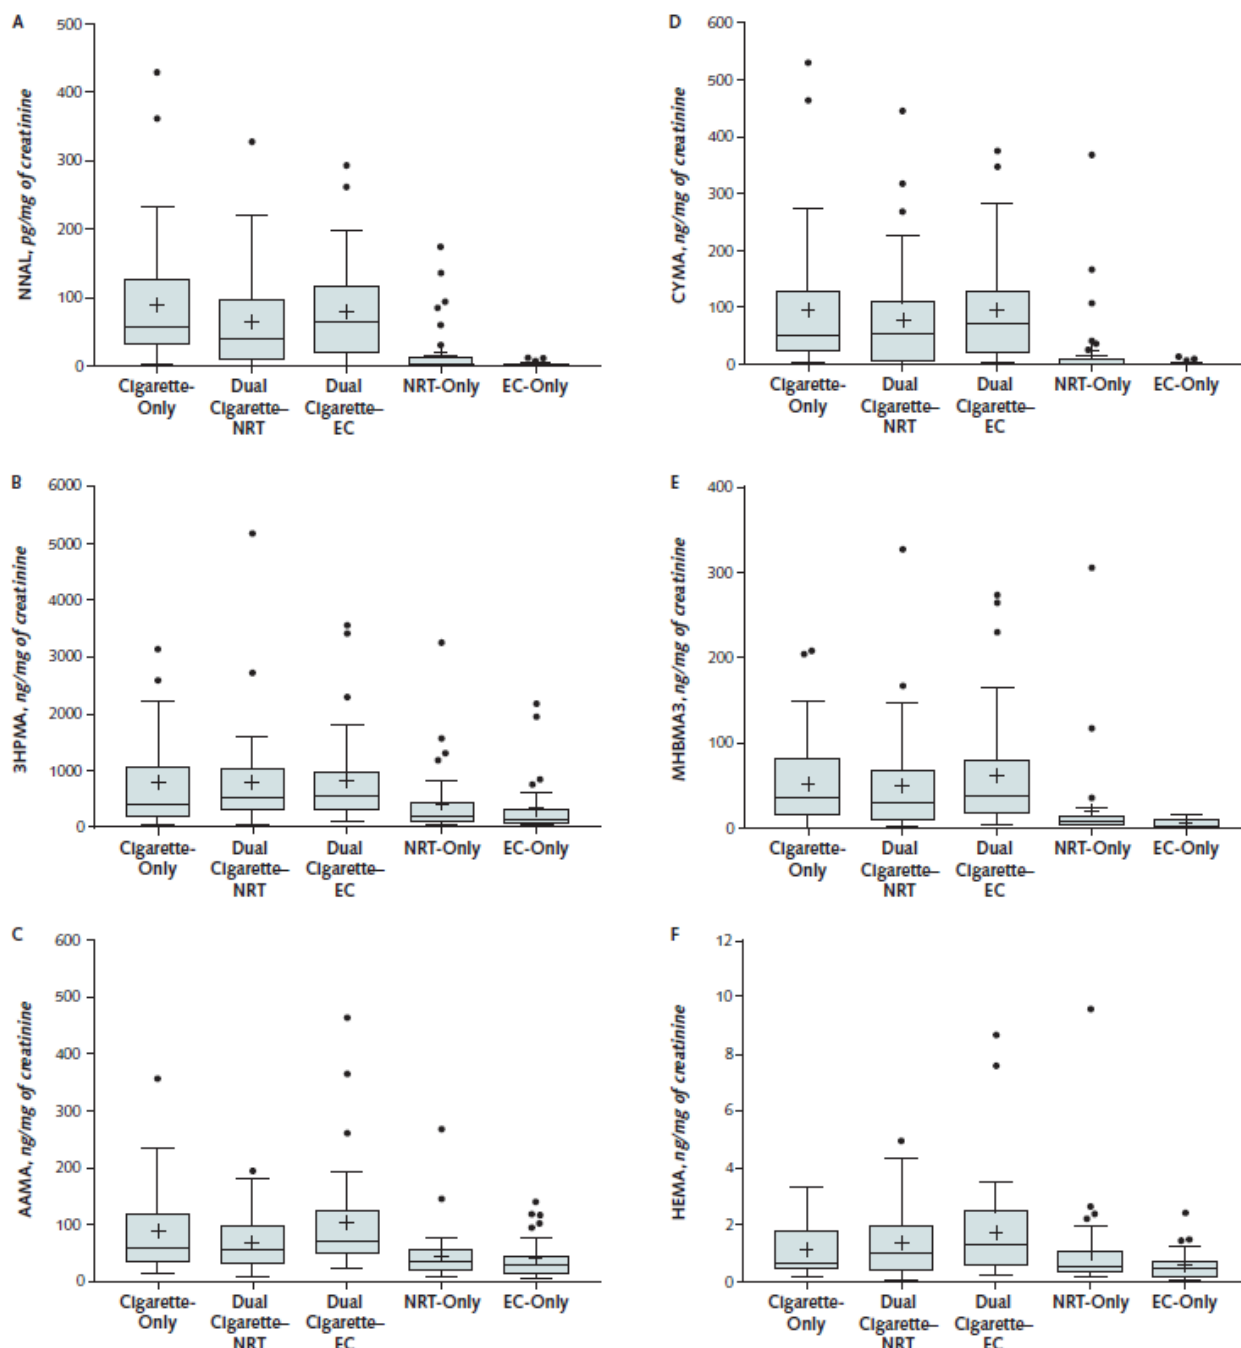 A
NNAL, pg/mg of creatinine
500
400
300
200
100
0
Cigarette-
Only
Dual
Cigarette–
NRT
Dual
Cigarette–
EC
NRT-Only
EC-Only
D
CYMA, ng/mg of creatinine
600
500
400
300
200
100
0
Cigarette-
Only
Dual
Cigarette–
NRT
Dual
Cigarette–
EC
NRT-Only
EC-Only
B
3HPMA, ng/mg of creatinine
6000
5000
4000
3000
2000
1000
0
Cigarette-
Only
Dual
Cigarette–
NRT
Dual
Cigarette–
EC
NRT-Only
EC-Only
E
MHBMA3, ng/mg of creatinine
400
300
200
100
0
Cigarette-
Only
Dual
Cigarette–
NRT
Dual
Cigarette–
EC
NRT-Only
EC-Only
C
AAMA, ng/mg of creatinine
600
500
400
300
200
100
0
Cigarette-
Only
Dual
Cigarette–
NRT
Dual
Cigarette–
EC
NRT-Only
EC-Only
F
HEMA, ng/mg of creatinine
12
10
8
6
4
2
0
Cigarette-
Only
Dual
Cigarette–
NRT
Dual
Cigarette–
EC
NRT-Only
EC-Only